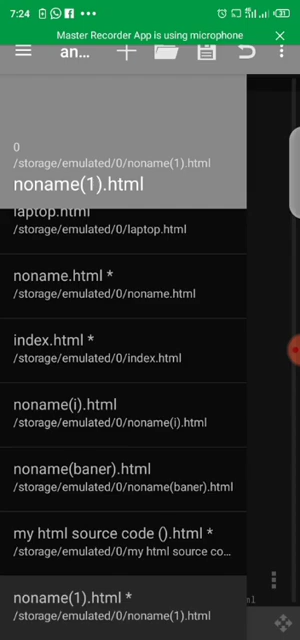 7:24
31
Master Recorder App is using microphone
an...
0
/storage/emulated/0/noname(1).html
noname(1).html
laptop.html
/storage/emulated/0/laptop.html
noname.html *
/storage/emulated/0/noname.html
index.html *
/storage/emulated/0/index.html
noname(i).html
/storage/emulated/0/noname(i).html
noname(baner).html
/storage/emulated/0/noname(baner).html
my html source code ().html *
/storage/emulated/0/my html source co...
noname(1).html *
/storage/emulated/0/noname(1).html